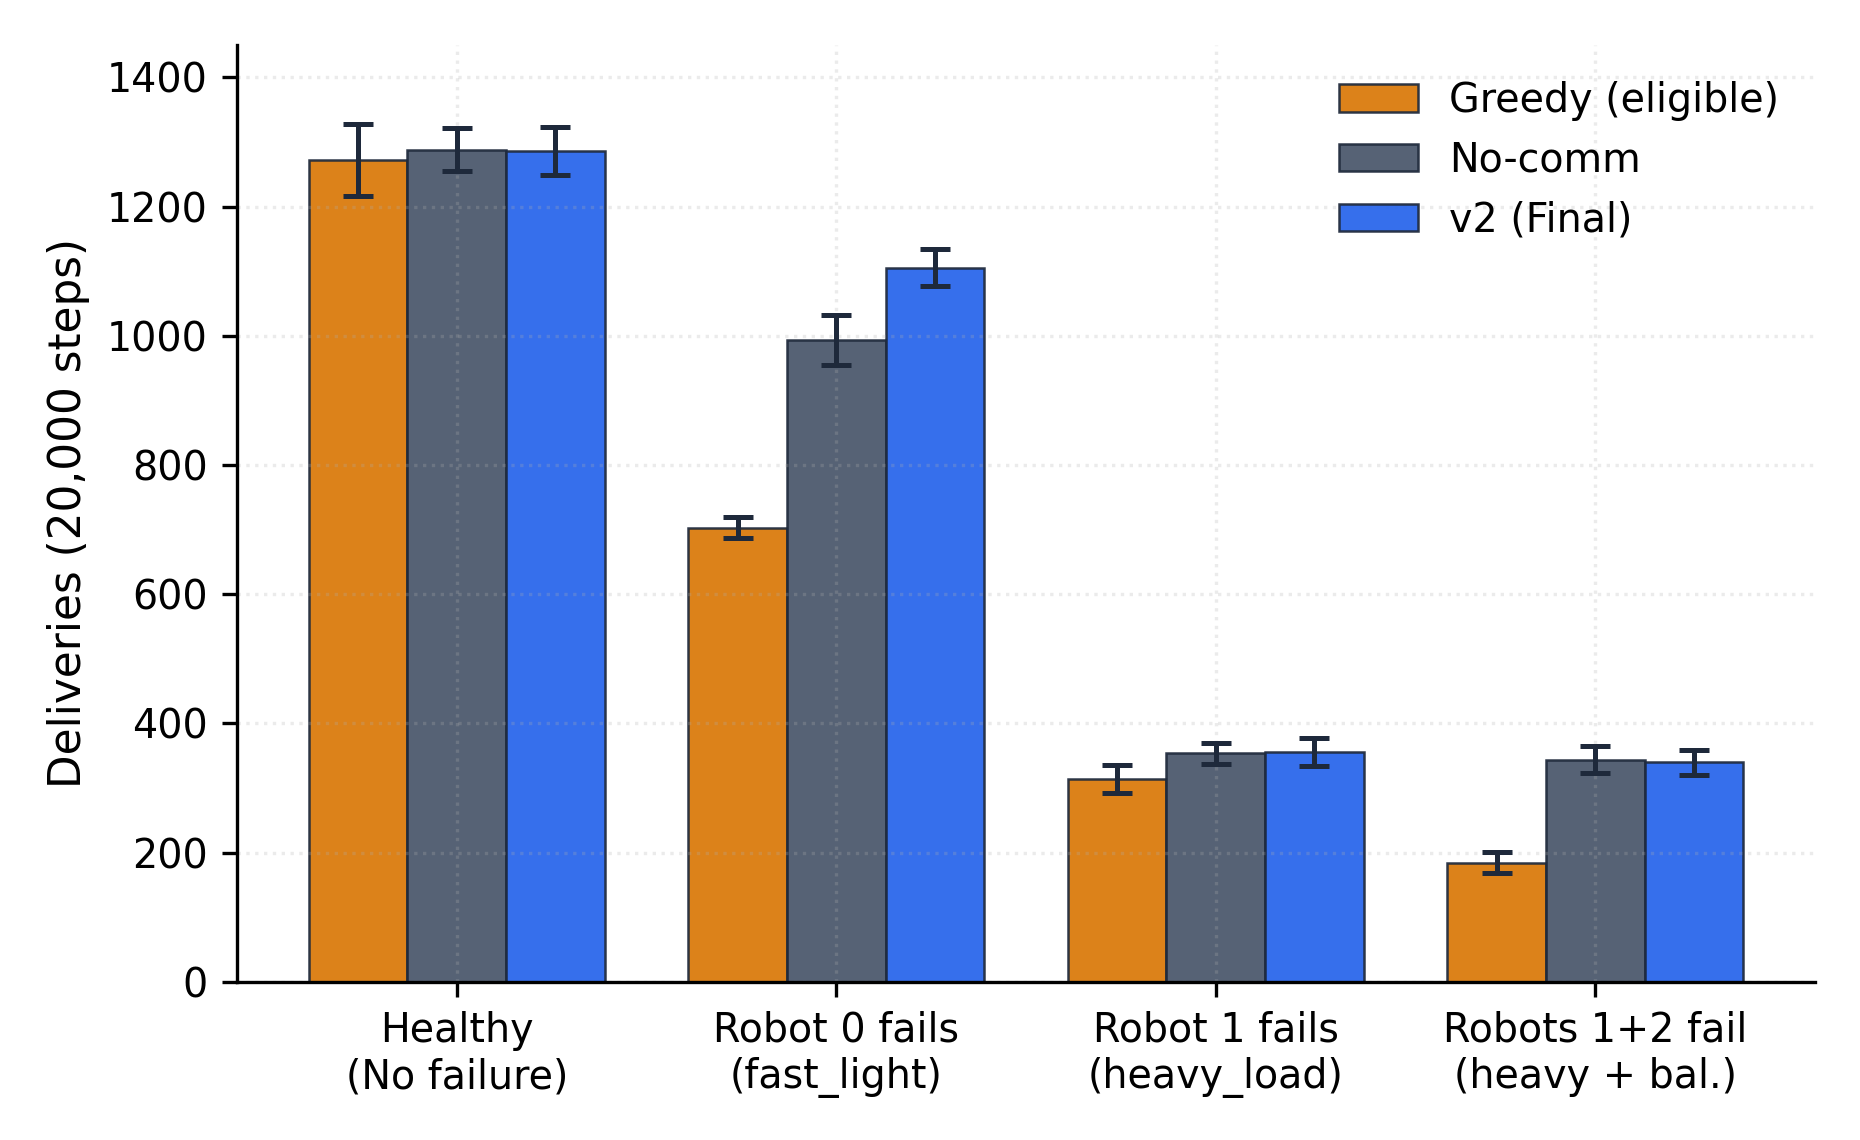 Deliveries (20,000 steps)
1400
1200
1000
800
600
400
200
0
Greedy (eligible)
No-comm
v2 (Final)
Healthy
(No failure)
Robot 0 fails
(fast_light)
Robot 1 fails
(heavy_load)
Robots 1+2 fail
(heavy + bal.)